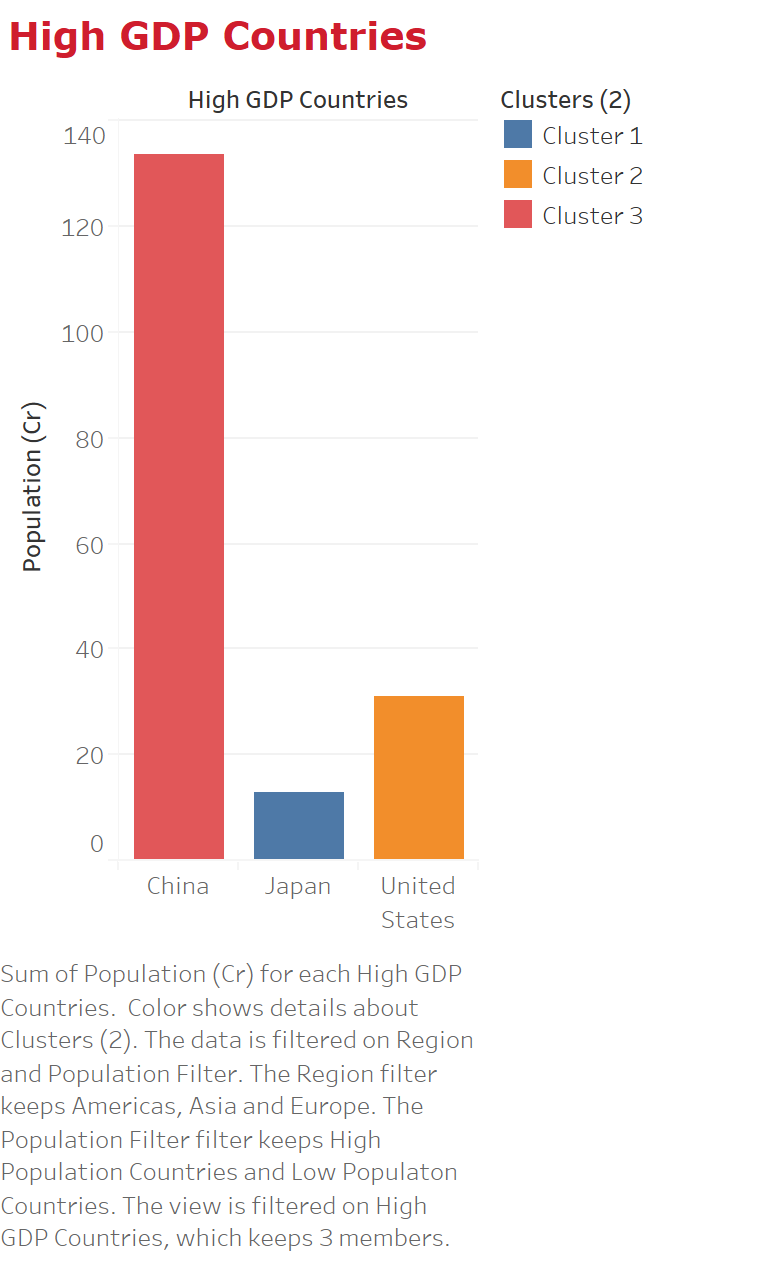 High GDP Countries
High GDP Countries
Clusters (2)
Cluster 1
Cluster 2
Cluster 3
Population (Cr)
140
120
100
80
60
40
20
0
China
Japan
United
States
Sum of Population (Cr) for each High GDP
Countries.  Color shows details about
Clusters (2). The data is filtered on Region
and Population Filter. The Region filter
keeps Americas, Asia and Europe. The
Population Filter filter keeps High
Population Countries and Low Populaton
Countries. The view is filtered on High
GDP Countries, which keeps 3 members.